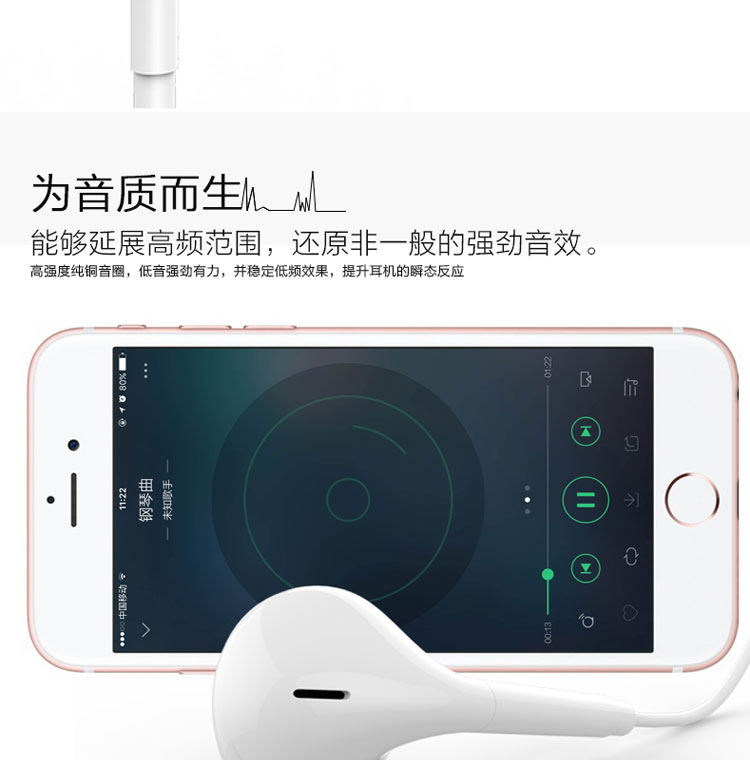 为音质而生
能够延展高频范围，还原非一般的强劲音效。
高强度纯铜音圈，低音强劲有力，并稳定低频效果，提升耳机的瞬态反应
中国移动
11:22
80%
钢琴曲
未知歌手
00:13
01:22